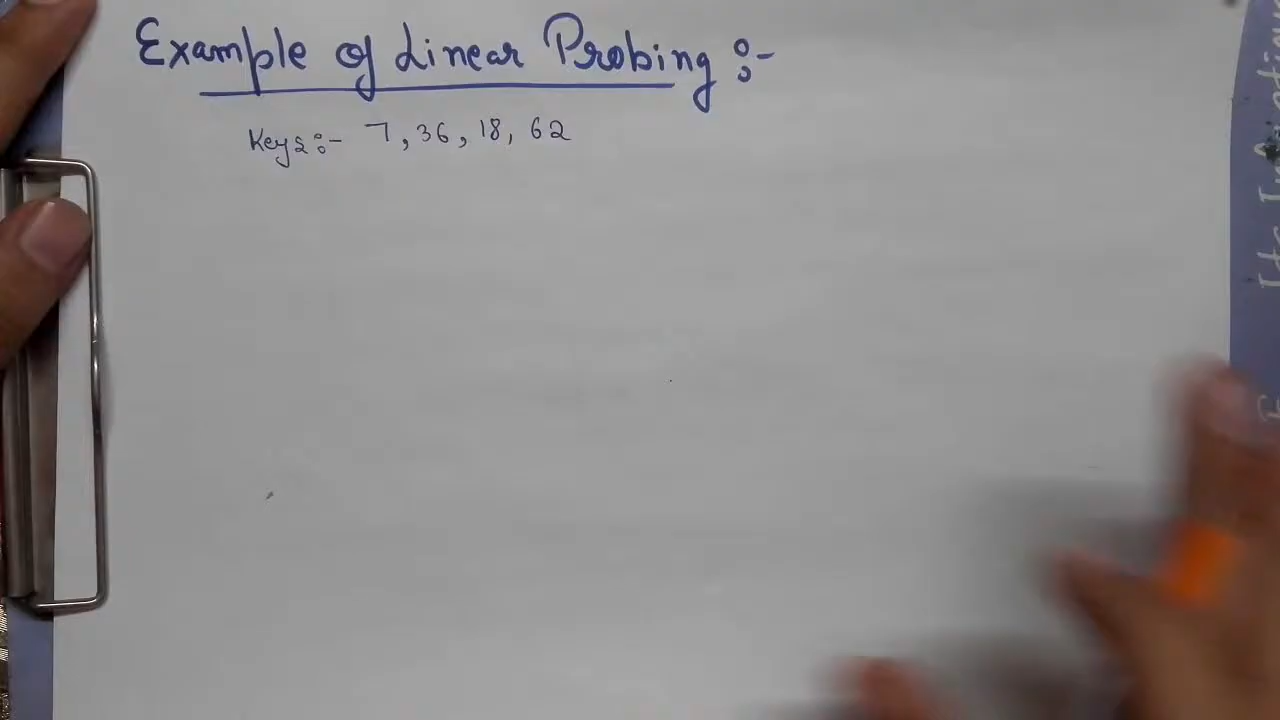 Example of Linear Probing :-
Keys:- 7, 36, 18, 62